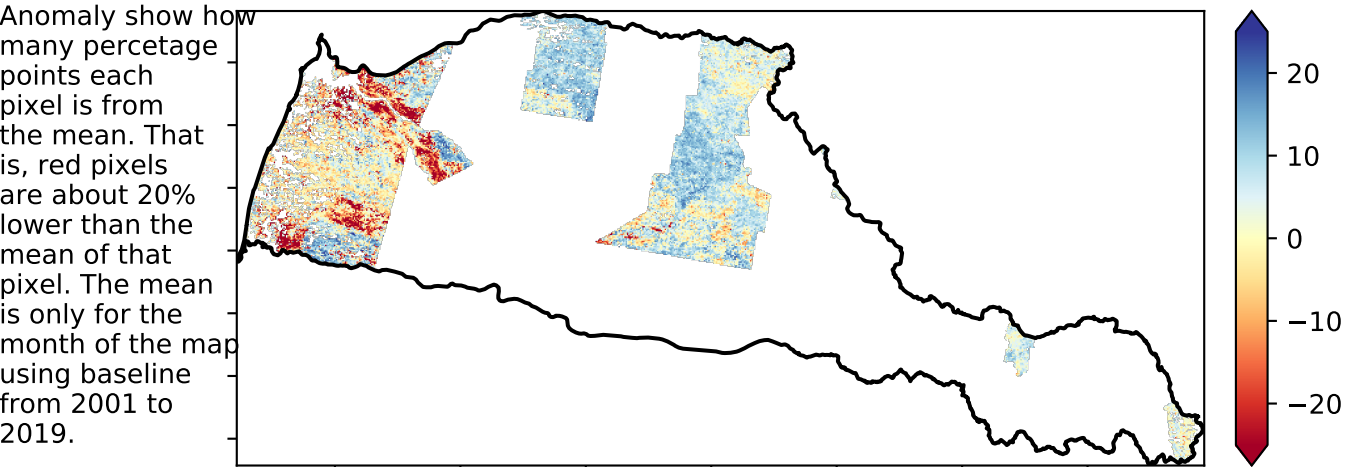 Anomaly show how
many percetage
points each
pixel is from
the mean. That
is, red pixels
are about 20%
lower than the
mean of that
pixel. The mean
is only for the
month of the map
using baseline
from 2001 to
2019.
20
10
0
−10
−20